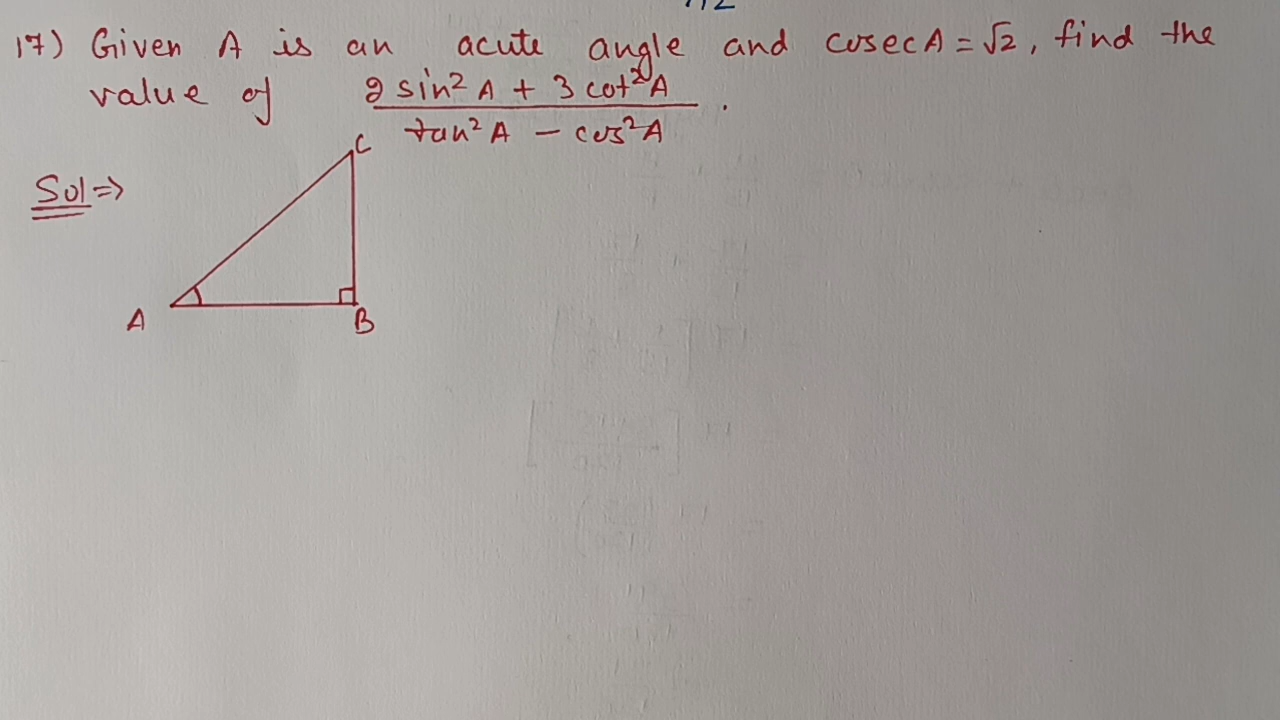 17) Given A is an acute angle and cosec A = √2, find the
value of 2 sin² A + 3 cot² A / tan² A − cos² A .
Sol ⇒
C
A
B